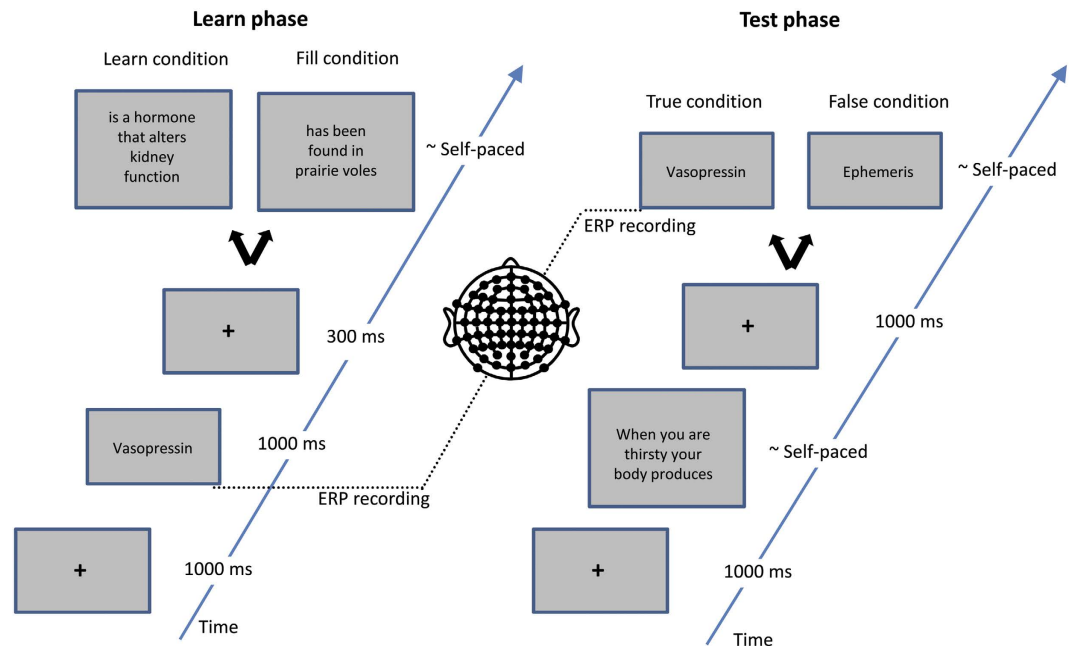 Learn phase
Learn condition
Fill condition
is a hormone
that alters
kidney
function
has been
found in
prairie voles
~ Self-paced
+
300 ms
Vasopressin
1000 ms
ERP recording
+
1000 ms
Time
Test phase
True condition
False condition
Vasopressin
Ephemeris
~ Self-paced
ERP recording
+
1000 ms
When you are
thirsty your
body produces
~ Self-paced
+
1000 ms
Time